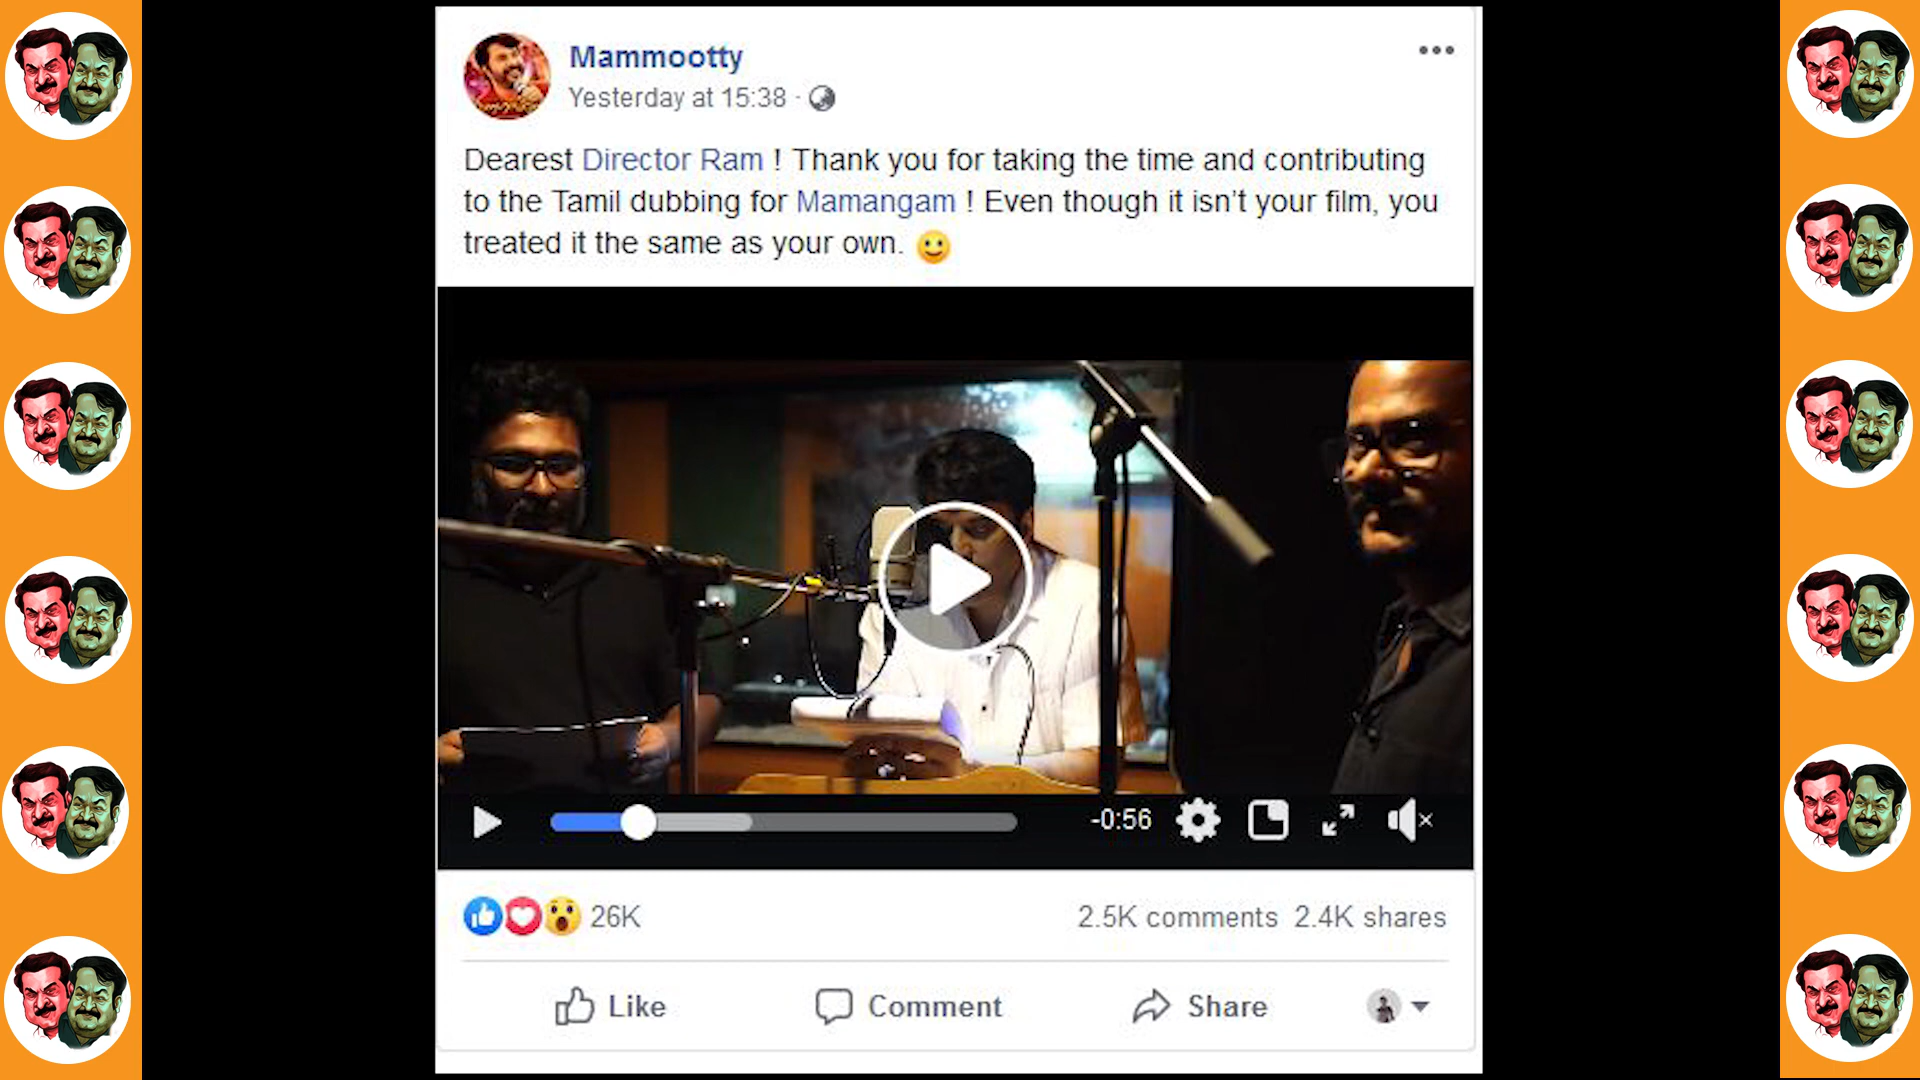 Mammootty
Yesterday at 15:38 ·
Dearest Director Ram ! Thank you for taking the time and contributing
to the Tamil dubbing for Mamangam ! Even though it isn’t your film, you
treated it the same as your own.
-0:56
26K
2.5K comments 2.4K shares
Like
Comment
Share